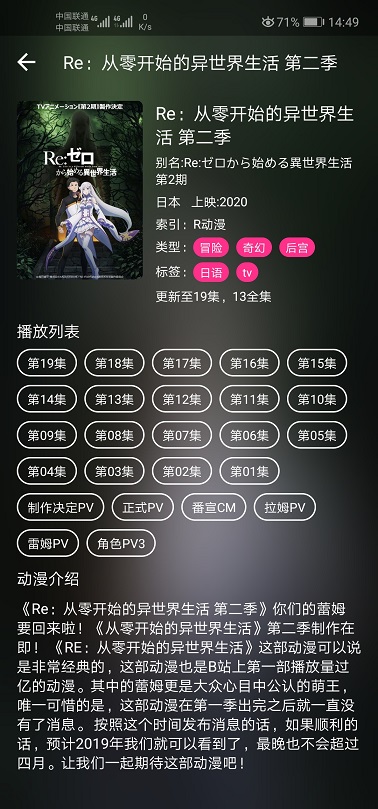 中国联通 4G 4G 0 71% 14:49
中国联通 K/s
Re：从零开始的异世界生活 第二季
TVアニメーション《第2期》製作決定
Re:ゼロ
から始める異世界生活
Re：从零开始的异世界生
活 第二季
别名:Re:ゼロから始める異世界生活
第2期
日本 上映:2020
索引：R动漫
类型：冒险 奇幻 后宫
标签：日语 tv
更新至19集，13全集
播放列表
第19集 第18集 第17集 第16集 第15集
第14集 第13集 第12集 第11集 第10集
第09集 第08集 第07集 第06集 第05集
第04集 第03集 第02集 第01集
制作决定PV 正式PV 番宣CM 拉姆PV
雷姆PV 角色PV3
动漫介绍
《Re：从零开始的异世界生活 第二季》你们的蕾姆
要回来啦！《从零开始的异世界生活》第二季制作在
即！《RE：从零开始的异世界生活》这部动漫可以说
是非常经典的，这部动漫也是B站上第一部播放量过
亿的动漫。其中的蕾姆更是大众心目中公认的萌王，
唯一可惜的是，这部动漫在第一季出完之后就一直没
有了消息。按照这个时间发布消息的话，如果顺利的
话，预计2019年我们就可以看到了，最晚也不会超过
四月。让我们一起期待这部动漫吧！